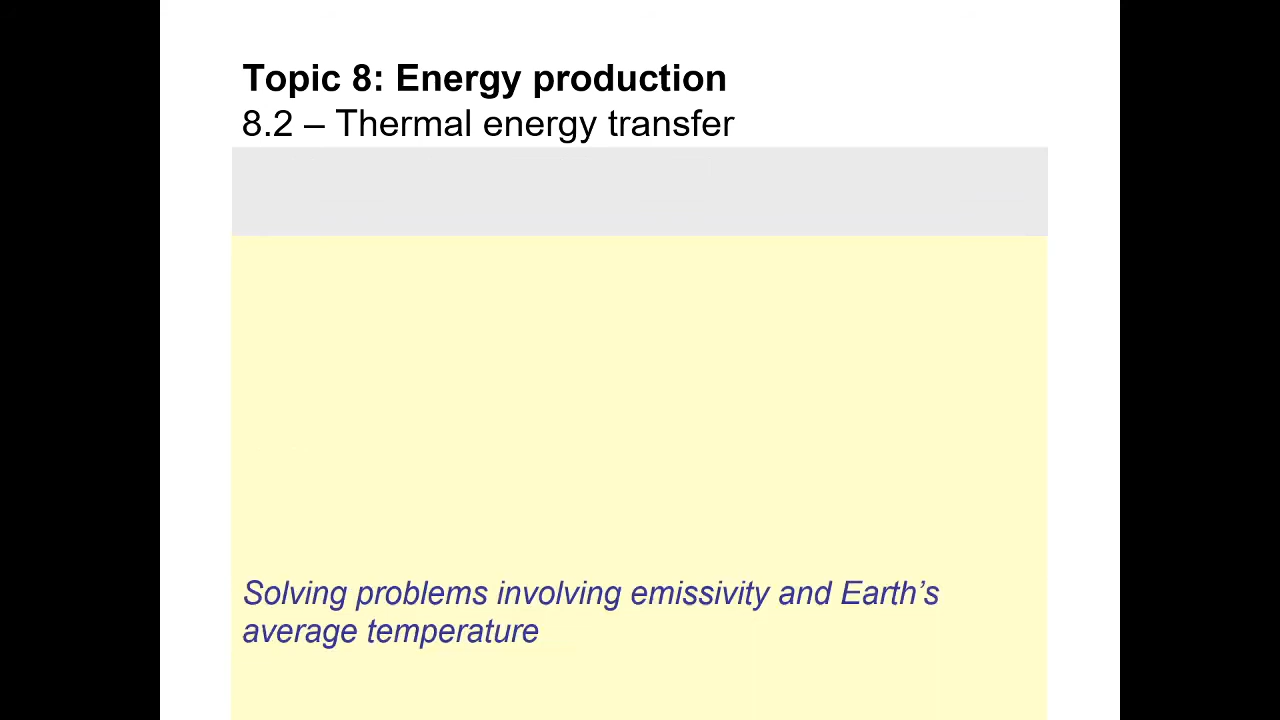 Topic 8: Energy production
8.2 – Thermal energy transfer
Solving problems involving emissivity and Earth’s
average temperature